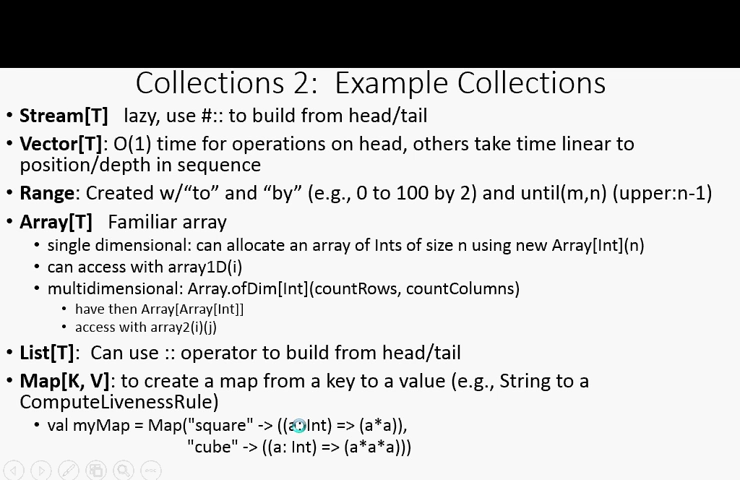 Collections 2:  Example Collections
• Stream[T]   lazy, use #:: to build from head/tail
• Vector[T]: O(1) time for operations on head, others take time linear to
position/depth in sequence
• Range: Created w/“to” and “by” (e.g., 0 to 100 by 2) and until(m,n) (upper:n-1)
• Array[T]   Familiar array
• single dimensional: can allocate an array of Ints of size n using new Array[Int](n)
• can access with array1D(i)
• multidimensional: Array.ofDim[Int](countRows, countColumns)
• have then Array[Array[Int]]
• access with array2(i)(j)
• List[T]:  Can use :: operator to build from head/tail
• Map[K, V]: to create a map from a key to a value (e.g., String to a
ComputeLivenessRule)
• val myMap = Map("square" -> ((a: Int) => (a*a)),
"cube" -> ((a: Int) => (a*a*a)))